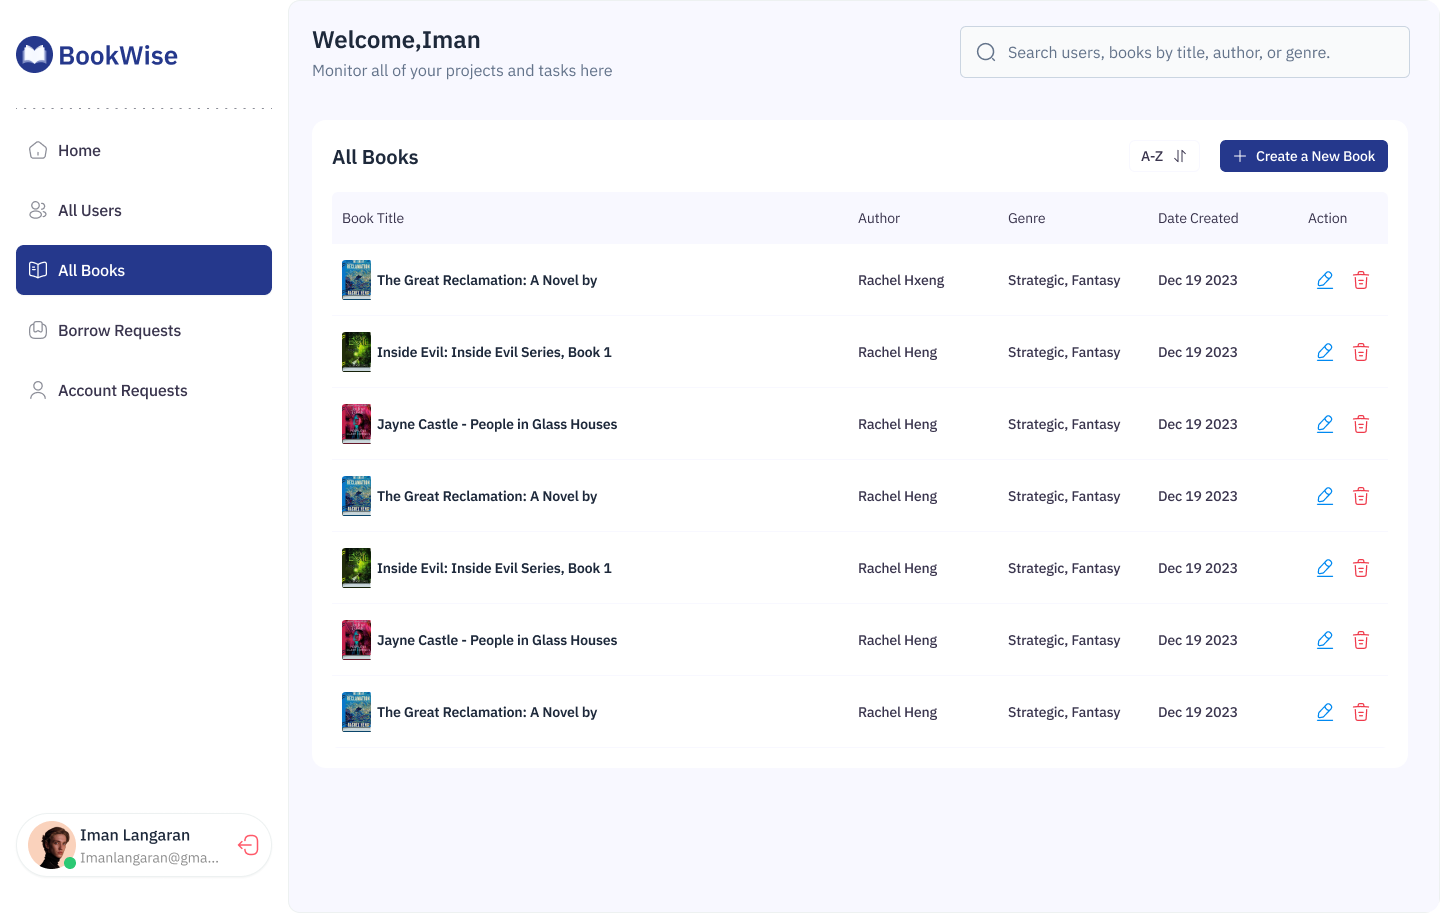 BookWise
Home
All Users
All Books
Borrow Requests
Account Requests
Iman Langaran
Imanlangaran@gma...
Welcome,Iman
Monitor all of your projects and tasks here
Search users, books by title, author, or genre.
All Books
A-Z
Create a New Book
Book Title Author Genre Date Created Action
The Great Reclamation: A Novel by Rachel Hxeng Strategic, Fantasy Dec 19 2023
Inside Evil: Inside Evil Series, Book 1 Rachel Heng Strategic, Fantasy Dec 19 2023
Jayne Castle - People in Glass Houses Rachel Heng Strategic, Fantasy Dec 19 2023
The Great Reclamation: A Novel by Rachel Heng Strategic, Fantasy Dec 19 2023
Inside Evil: Inside Evil Series, Book 1 Rachel Heng Strategic, Fantasy Dec 19 2023
Jayne Castle - People in Glass Houses Rachel Heng Strategic, Fantasy Dec 19 2023
The Great Reclamation: A Novel by Rachel Heng Strategic, Fantasy Dec 19 2023